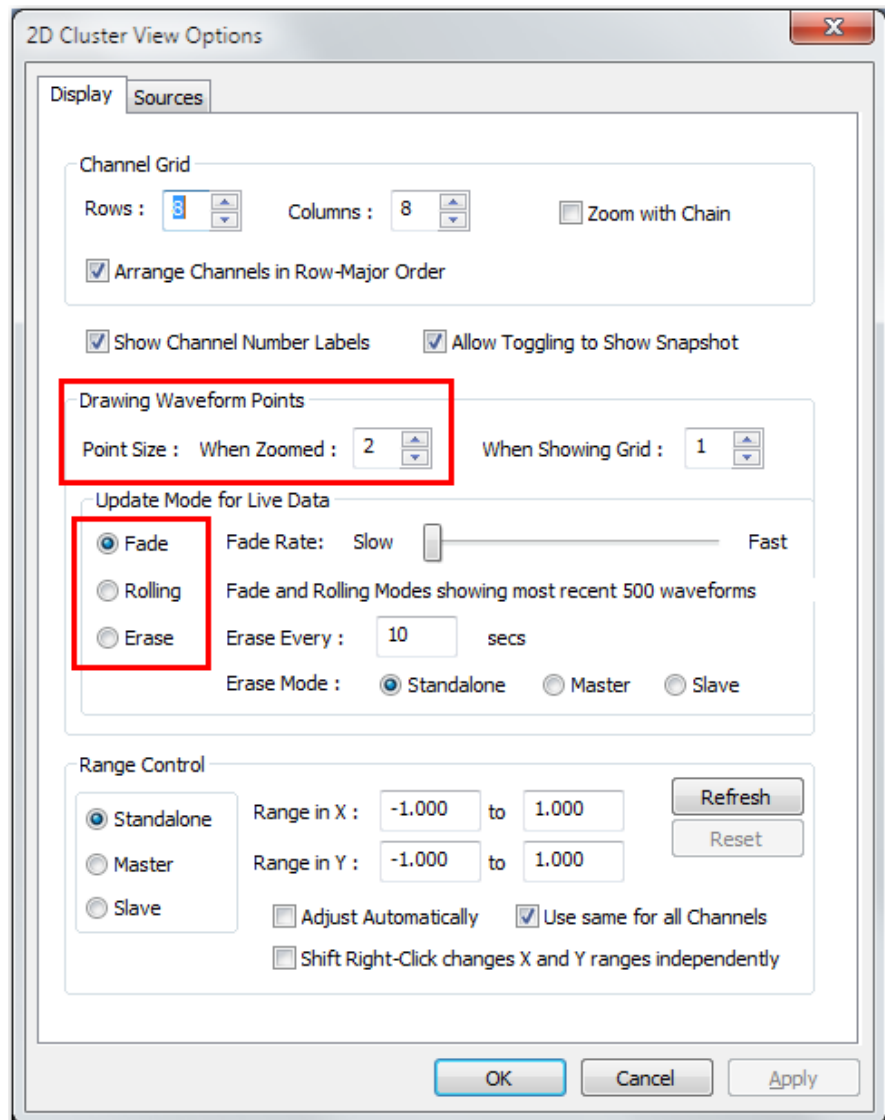 2D Cluster View Options
Display Sources
Channel Grid
Rows : 8 Columns : 8 Zoom with Chain
Arrange Channels in Row-Major Order
Show Channel Number Labels Allow Toggling to Show Snapshot
Drawing Waveform Points
Point Size : When Zoomed : 2 When Showing Grid : 1
Update Mode for Live Data
Fade Fade Rate: Slow Fast
Rolling Fade and Rolling Modes showing most recent 500 waveforms
Erase Erase Every : 10 secs
Erase Mode : Standalone Master Slave
Range Control
Standalone Range in X : -1.000 to 1.000 Refresh
Reset
Master Range in Y : -1.000 to 1.000
Slave Adjust Automatically Use same for all Channels
Shift Right-Click changes X and Y ranges independently
OK Cancel Apply